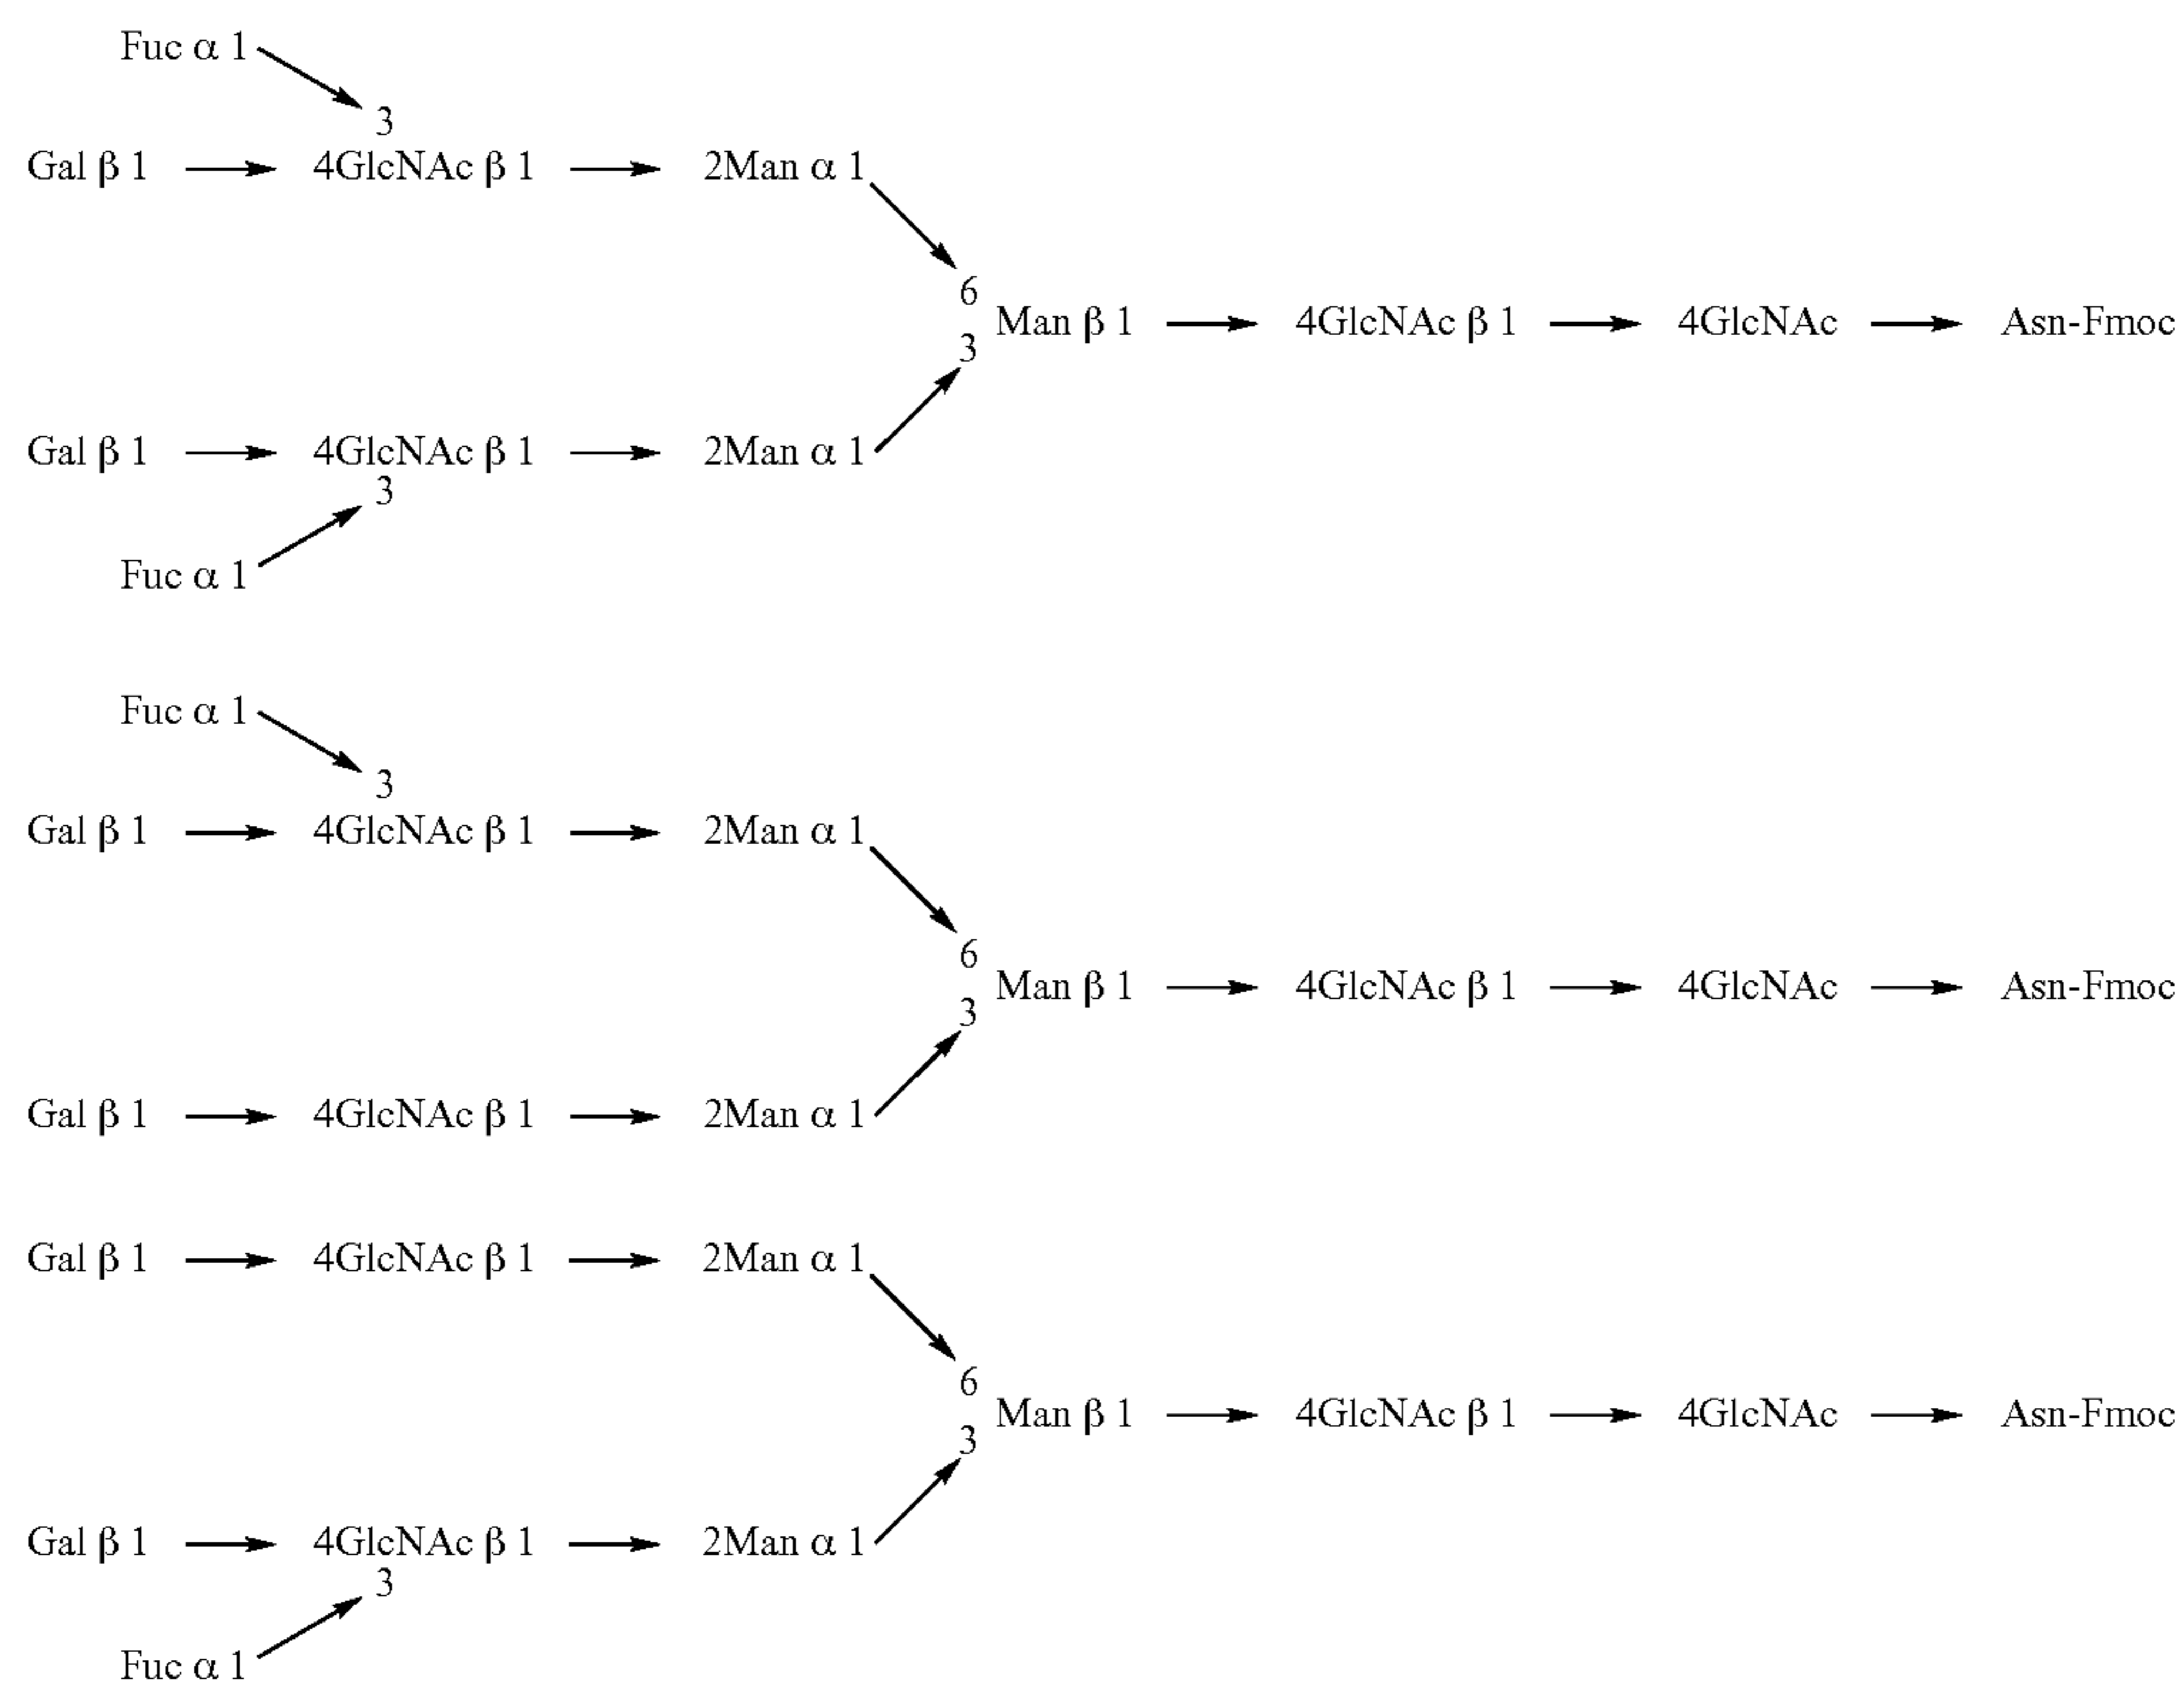 Fuc α 1
3
Gal β 1 4GlcNAc β 1 2Man α 1
6
Man β 1 4GlcNAc β 1 4GlcNAc Asn-Fmoc
3
Gal β 1 4GlcNAc β 1 2Man α 1
3
Fuc α 1
Fuc α 1
3
Gal β 1 4GlcNAc β 1 2Man α 1
6
Man β 1 4GlcNAc β 1 4GlcNAc Asn-Fmoc
3
Gal β 1 4GlcNAc β 1 2Man α 1
Gal β 1 4GlcNAc β 1 2Man α 1
6
Man β 1 4GlcNAc β 1 4GlcNAc Asn-Fmoc
3
Gal β 1 4GlcNAc β 1 2Man α 1
3
Fuc α 1